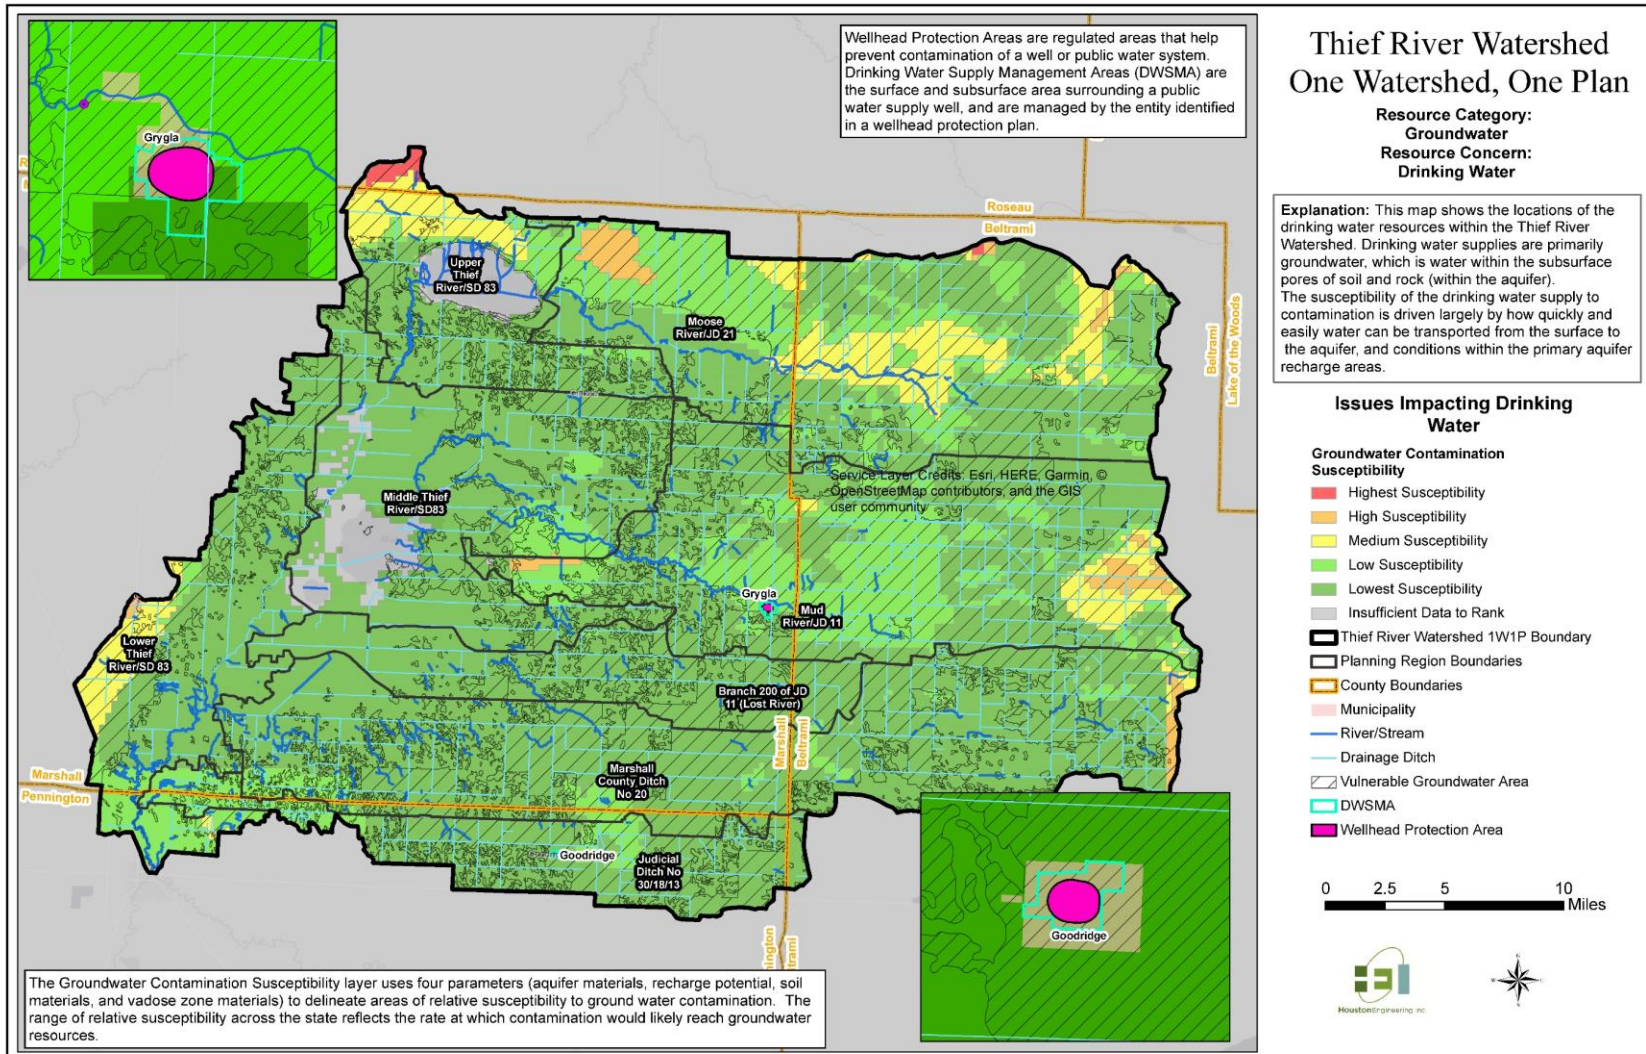 Thief River Watershed
One Watershed, One Plan
Resource Category:
Groundwater
Resource Concern:
Drinking Water
Explanation: This map shows the locations of the
drinking water resources within the Thief River
Watershed. Drinking water supplies are primarily
groundwater, which is water within the subsurface
pores of soil and rock (within the aquifer).
The susceptibility of the drinking water supply to
contamination is driven largely by how quickly and
easily water can be transported from the surface to
the aquifer, and conditions within the primary aquifer
recharge areas.
Issues Impacting Drinking
Water
Groundwater Contamination
Susceptibility
Highest Susceptibility
High Susceptibility
Medium Susceptibility
Low Susceptibility
Lowest Susceptibility
Insufficient Data to Rank
Thief River Watershed 1W1P Boundary
Planning Region Boundaries
County Boundaries
Municipality
River/Stream
Drainage Ditch
Vulnerable Groundwater Area
DWSMA
Wellhead Protection Area
0 2.5 5 10
Miles
HoustonEngineering Inc.
Wellhead Protection Areas are regulated areas that help
prevent contamination of a well or public water system.
Drinking Water Supply Management Areas (DWSMA) are
the surface and subsurface area surrounding a public
water supply well, and are managed by the entity identified
in a wellhead protection plan.
Grygla
Roseau
Beltrami
Beltrami
Lake of the Woods
Upper
Thief
River/SD 83
Moose
River/JD 21
Service Layer Credits: Esri, HERE, Garmin, ©
OpenStreetMap contributors, and the GIS
user community
Middle Thief
River/SD83
Grygla
Mud
River/JD 11
Lower
Thief
River/SD 83
Branch 200 of JD
11 (Lost River)
Marshall
Beltrami
Marshall
Pennington
Marshall
County Ditch
No 20
Goodridge
Judicial
Ditch No
30/18/13
Goodridge
The Groundwater Contamination Susceptibility layer uses four parameters (aquifer materials, recharge potential, soil
materials, and vadose zone materials) to delineate areas of relative susceptibility to ground water contamination. The
range of relative susceptibility across the state reflects the rate at which contamination would likely reach groundwater
resources.